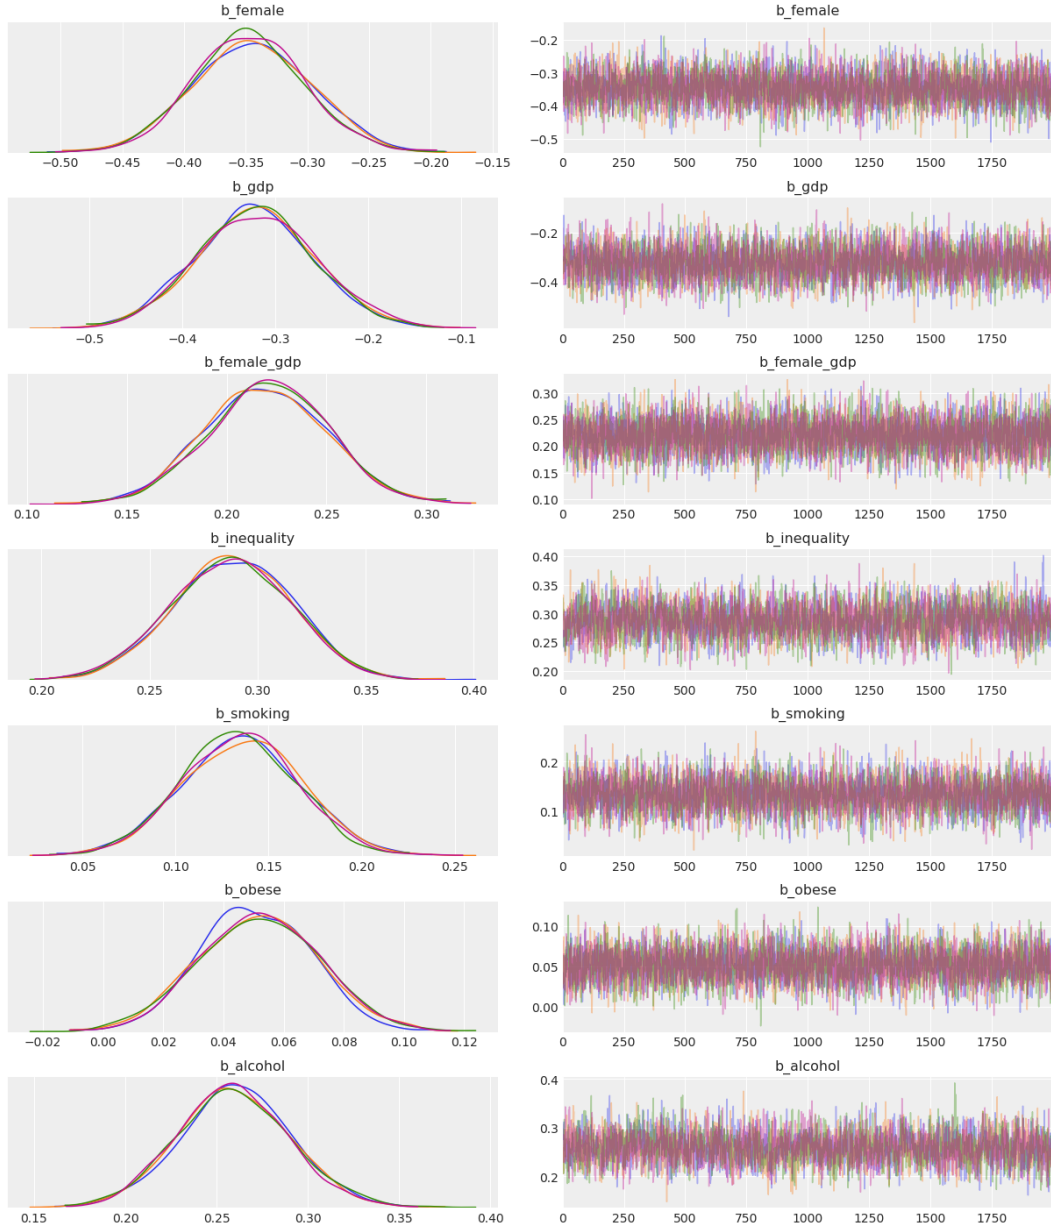 b_female b_female
−0.2
−0.3
−0.4
−0.5
−0.50 −0.45 −0.40 −0.35 −0.30 −0.25 −0.20 −0.15 0 250 500 750 1000 1250 1500 1750
b_gdp b_gdp
−0.2
−0.4
−0.5 −0.4 −0.3 −0.2 −0.1 0 250 500 750 1000 1250 1500 1750
b_female_gdp b_female_gdp
0.30
0.25
0.20
0.15
0.10
0.10 0.15 0.20 0.25 0.30 0 250 500 750 1000 1250 1500 1750
b_inequality b_inequality
0.40
0.35
0.30
0.25
0.20
0.20 0.25 0.30 0.35 0.40 0 250 500 750 1000 1250 1500 1750
b_smoking b_smoking
0.2
0.1
0.05 0.10 0.15 0.20 0.25 0 250 500 750 1000 1250 1500 1750
b_obese b_obese
0.10
0.05
0.00
−0.02 0.00 0.02 0.04 0.06 0.08 0.10 0.12 0 250 500 750 1000 1250 1500 1750
b_alcohol b_alcohol
0.4
0.3
0.2
0.15 0.20 0.25 0.30 0.35 0.40 0 250 500 750 1000 1250 1500 1750